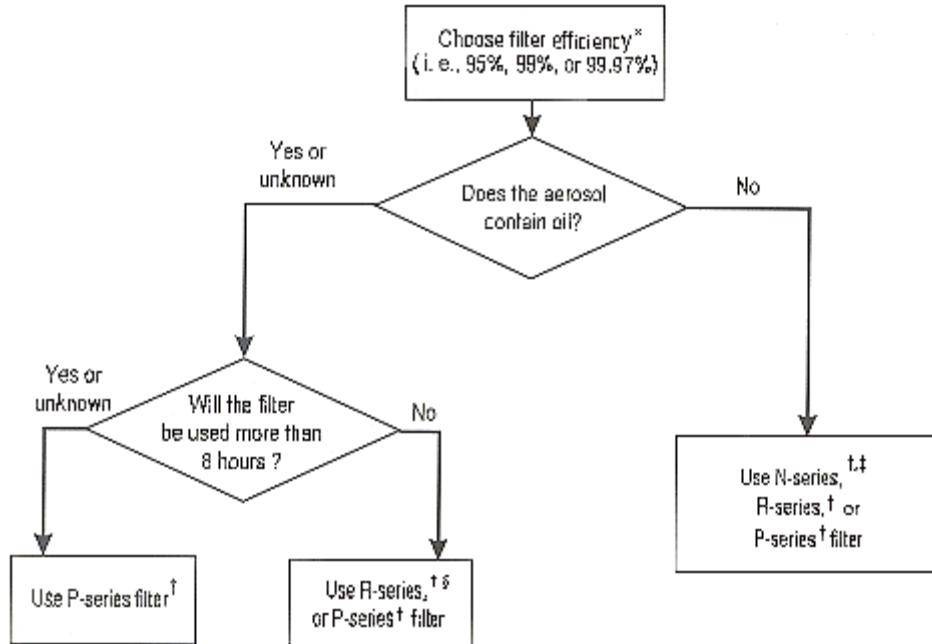 Choose filter efficiency*
(i.e., 95%, 99%, or 99.97%)
Yes or
unknown
Does the aerosol
contain oil?
No
Yes or
unknown
Will the filter
be used more than
8 hours ?
No
Use N-series,†,‡
R-series,† or
P-series† filter
Use P-series filter†
Use R-series,† §
or P-series† filter